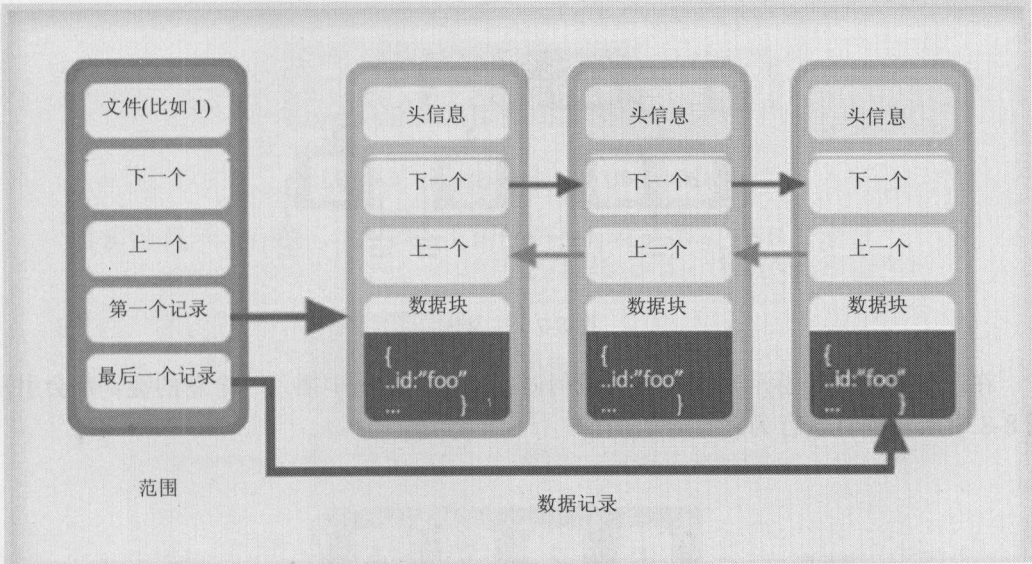 文件(比如 1)
下一个
上一个
第一个记录
最后一个记录
范围
头信息
下一个
上一个
数据块
{
..id:"foo"
... }
头信息
下一个
上一个
数据块
{
..id:"foo"
... }
头信息
下一个
上一个
数据块
{
..id:"foo"
... }
数据记录